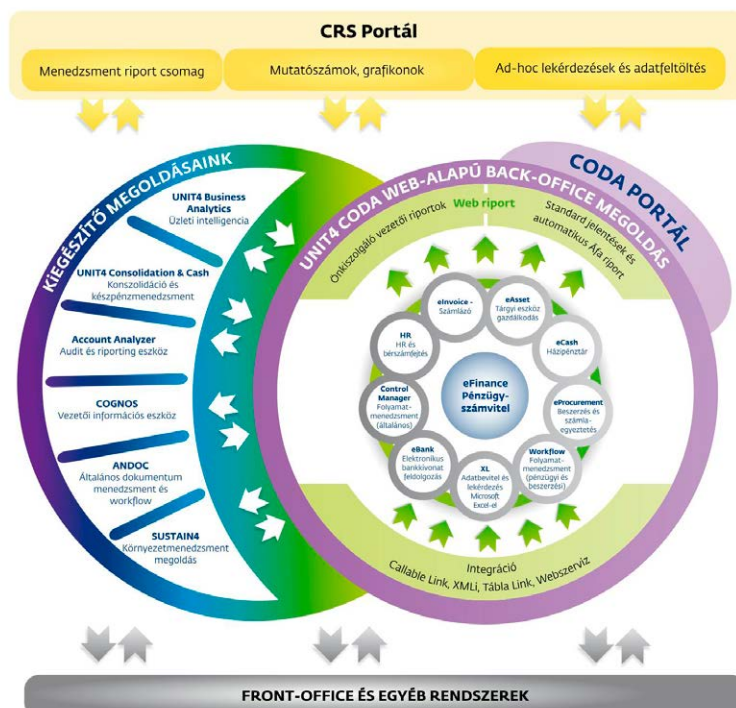 CRS Portál
Menedzsment riport csomag
Mutatószámok, grafikonok
Ad-hoc lekérdezések és adatfeltöltés
KIEGÉSZÍTŐ MEGOLDÁSAINK
UNIT4 Business
Analytics
Üzleti intelligencia
UNIT4 Consolidation & Cash
Konszolidáció és
készpénzmenedzsment
Account Analyzer
Audit és riporting eszköz
COGNOS
Vezetői információs eszköz
ANDOC
Általános dokumentum
menedzsment és
workflow
SUSTAIN4
Környezetmenedzsment
megoldás
UNIT4 CODA WEB-ALAPÚ BACK-OFFICE MEGOLDÁS
CODA PORTÁL
Önkiszolgáló vezetői riportok
Web riport
Standard jelentések és
automatikus Áfa riport
eInvoice -
Számlázó
eAsset
Tárgyi eszköz
gazdálkodás
HR
HR és
bérszámfejtés
eCash
Házipénztár
eFinance
Pénzügy-
számvitel
Control
Manager
Folyamat-
menedzsment
(általános)
eProcurement
Beszerzés és
számla-
egyeztetés
eBank
Elektronikus
bankkivonat
feldolgozás
XL
Adatbevitel és
lekérdezés
Microsoft
Excel-el
Workflow
Folyamat-
menedzsment
(pénzügyi és
beszerzési)
Integráció
Callable Link, XMLi, Tábla Link, Webszervíz
FRONT-OFFICE ÉS EGYÉB RENDSZEREK